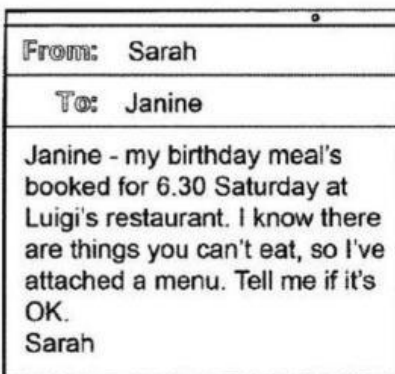 From: Sarah
To: Janine
Janine - my birthday meal's
booked for 6.30 Saturday at
Luigi's restaurant. I know there
are things you can't eat, so I've
attached a menu. Tell me if it's
OK.
Sarah